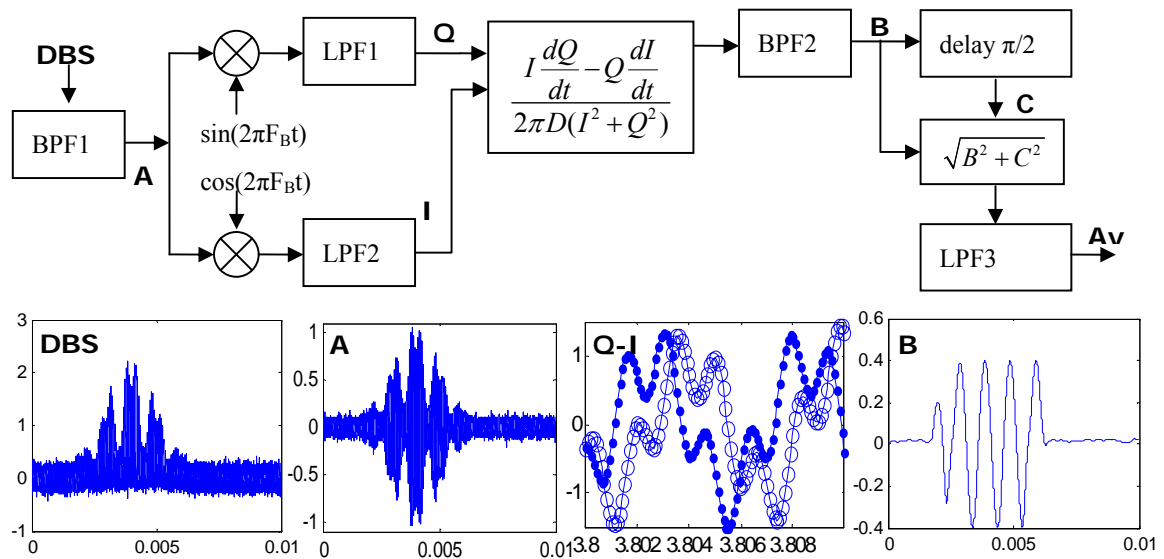 DBS
BPF1
A
sin(2πF_Bt)
cos(2πF_Bt)
LPF1
Q
LPF2
I
I dQ/dt − Q dI/dt
2πD(I² + Q²)
BPF2
B
delay π/2
C
√B² + C²
LPF3
Av
DBS
3
2
1
0
-1
0 0.005 0.01
A
1
0.5
0
-0.5
-1
0 0.005 0.01
Q-I
1
0
-1
3.8 3.802 3.804 3.806 3.808
B
0.6
0.4
0.2
0
-0.2
-0.4
0 0.005 0.01